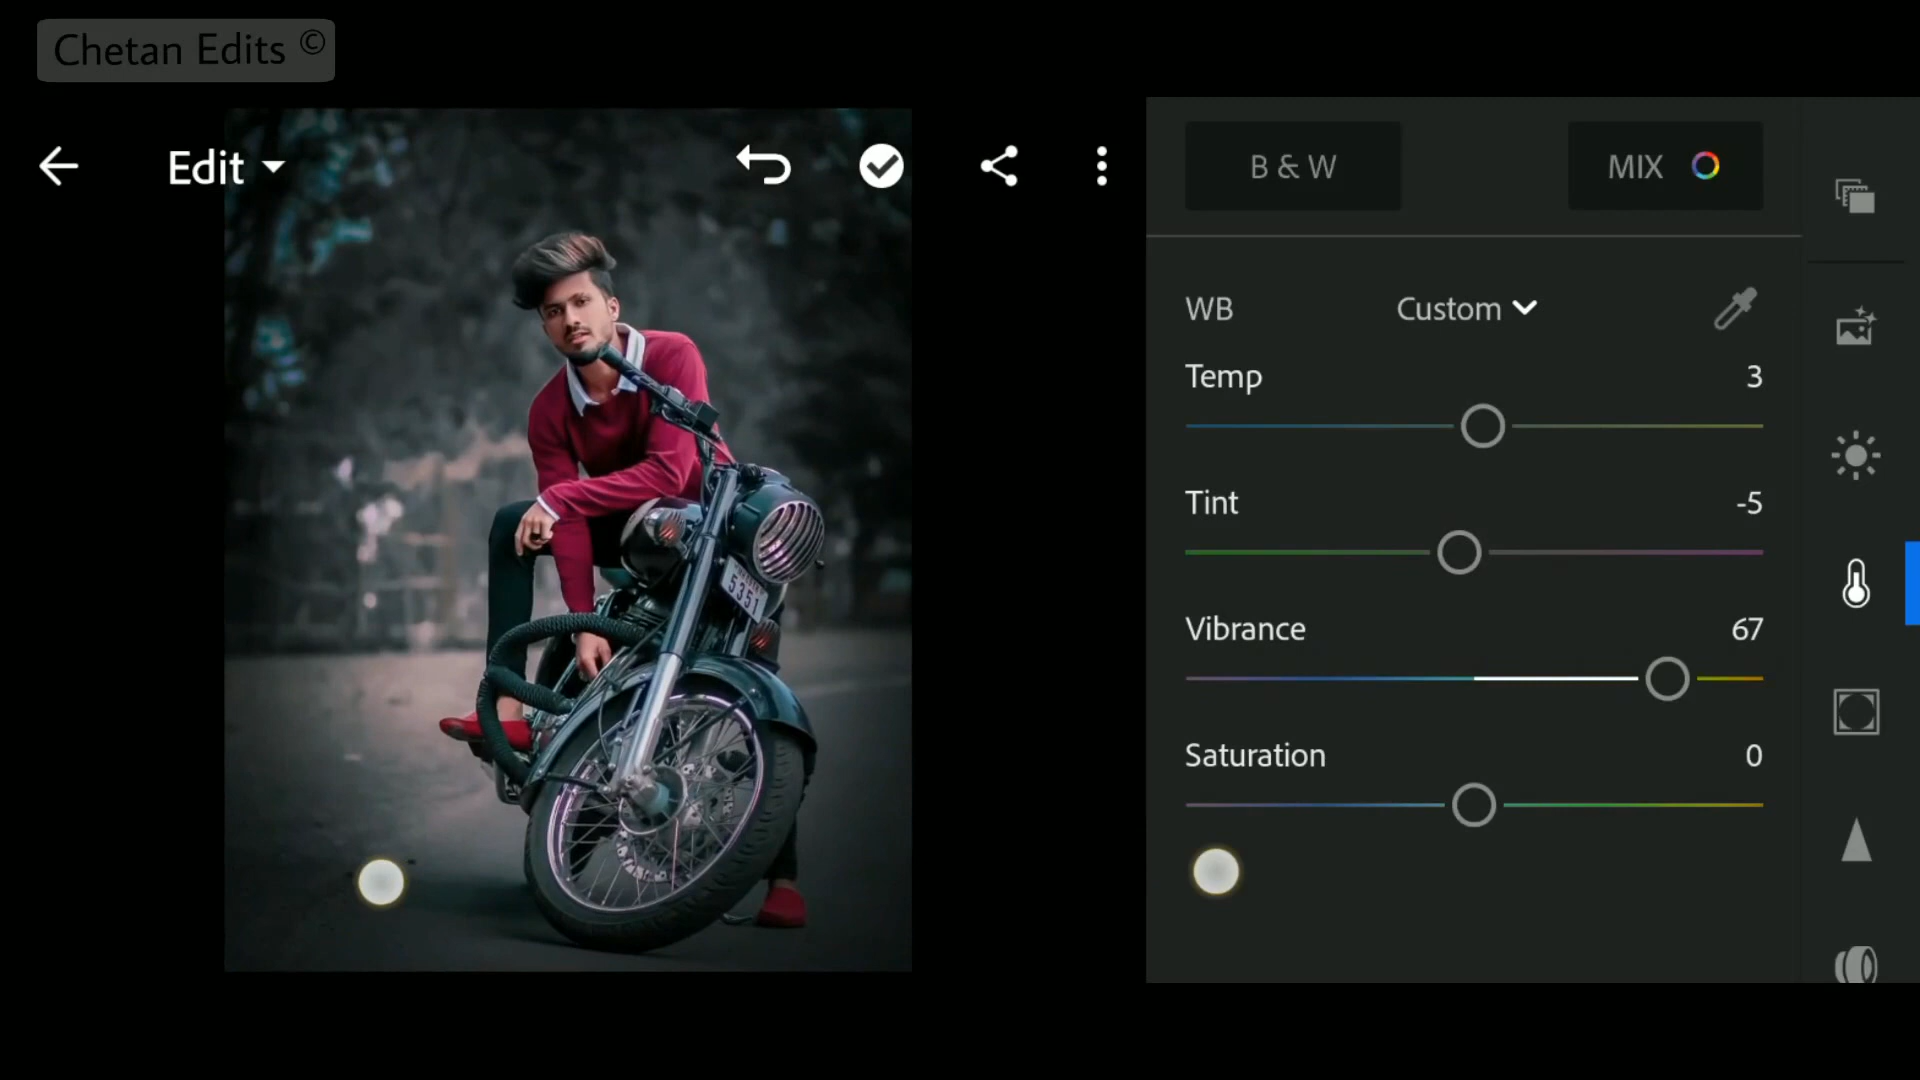 Chetan Edits ©
Edit
B & W
MIX
WB
Custom
Temp
3
Tint
-5
Vibrance
67
Saturation
0
5351